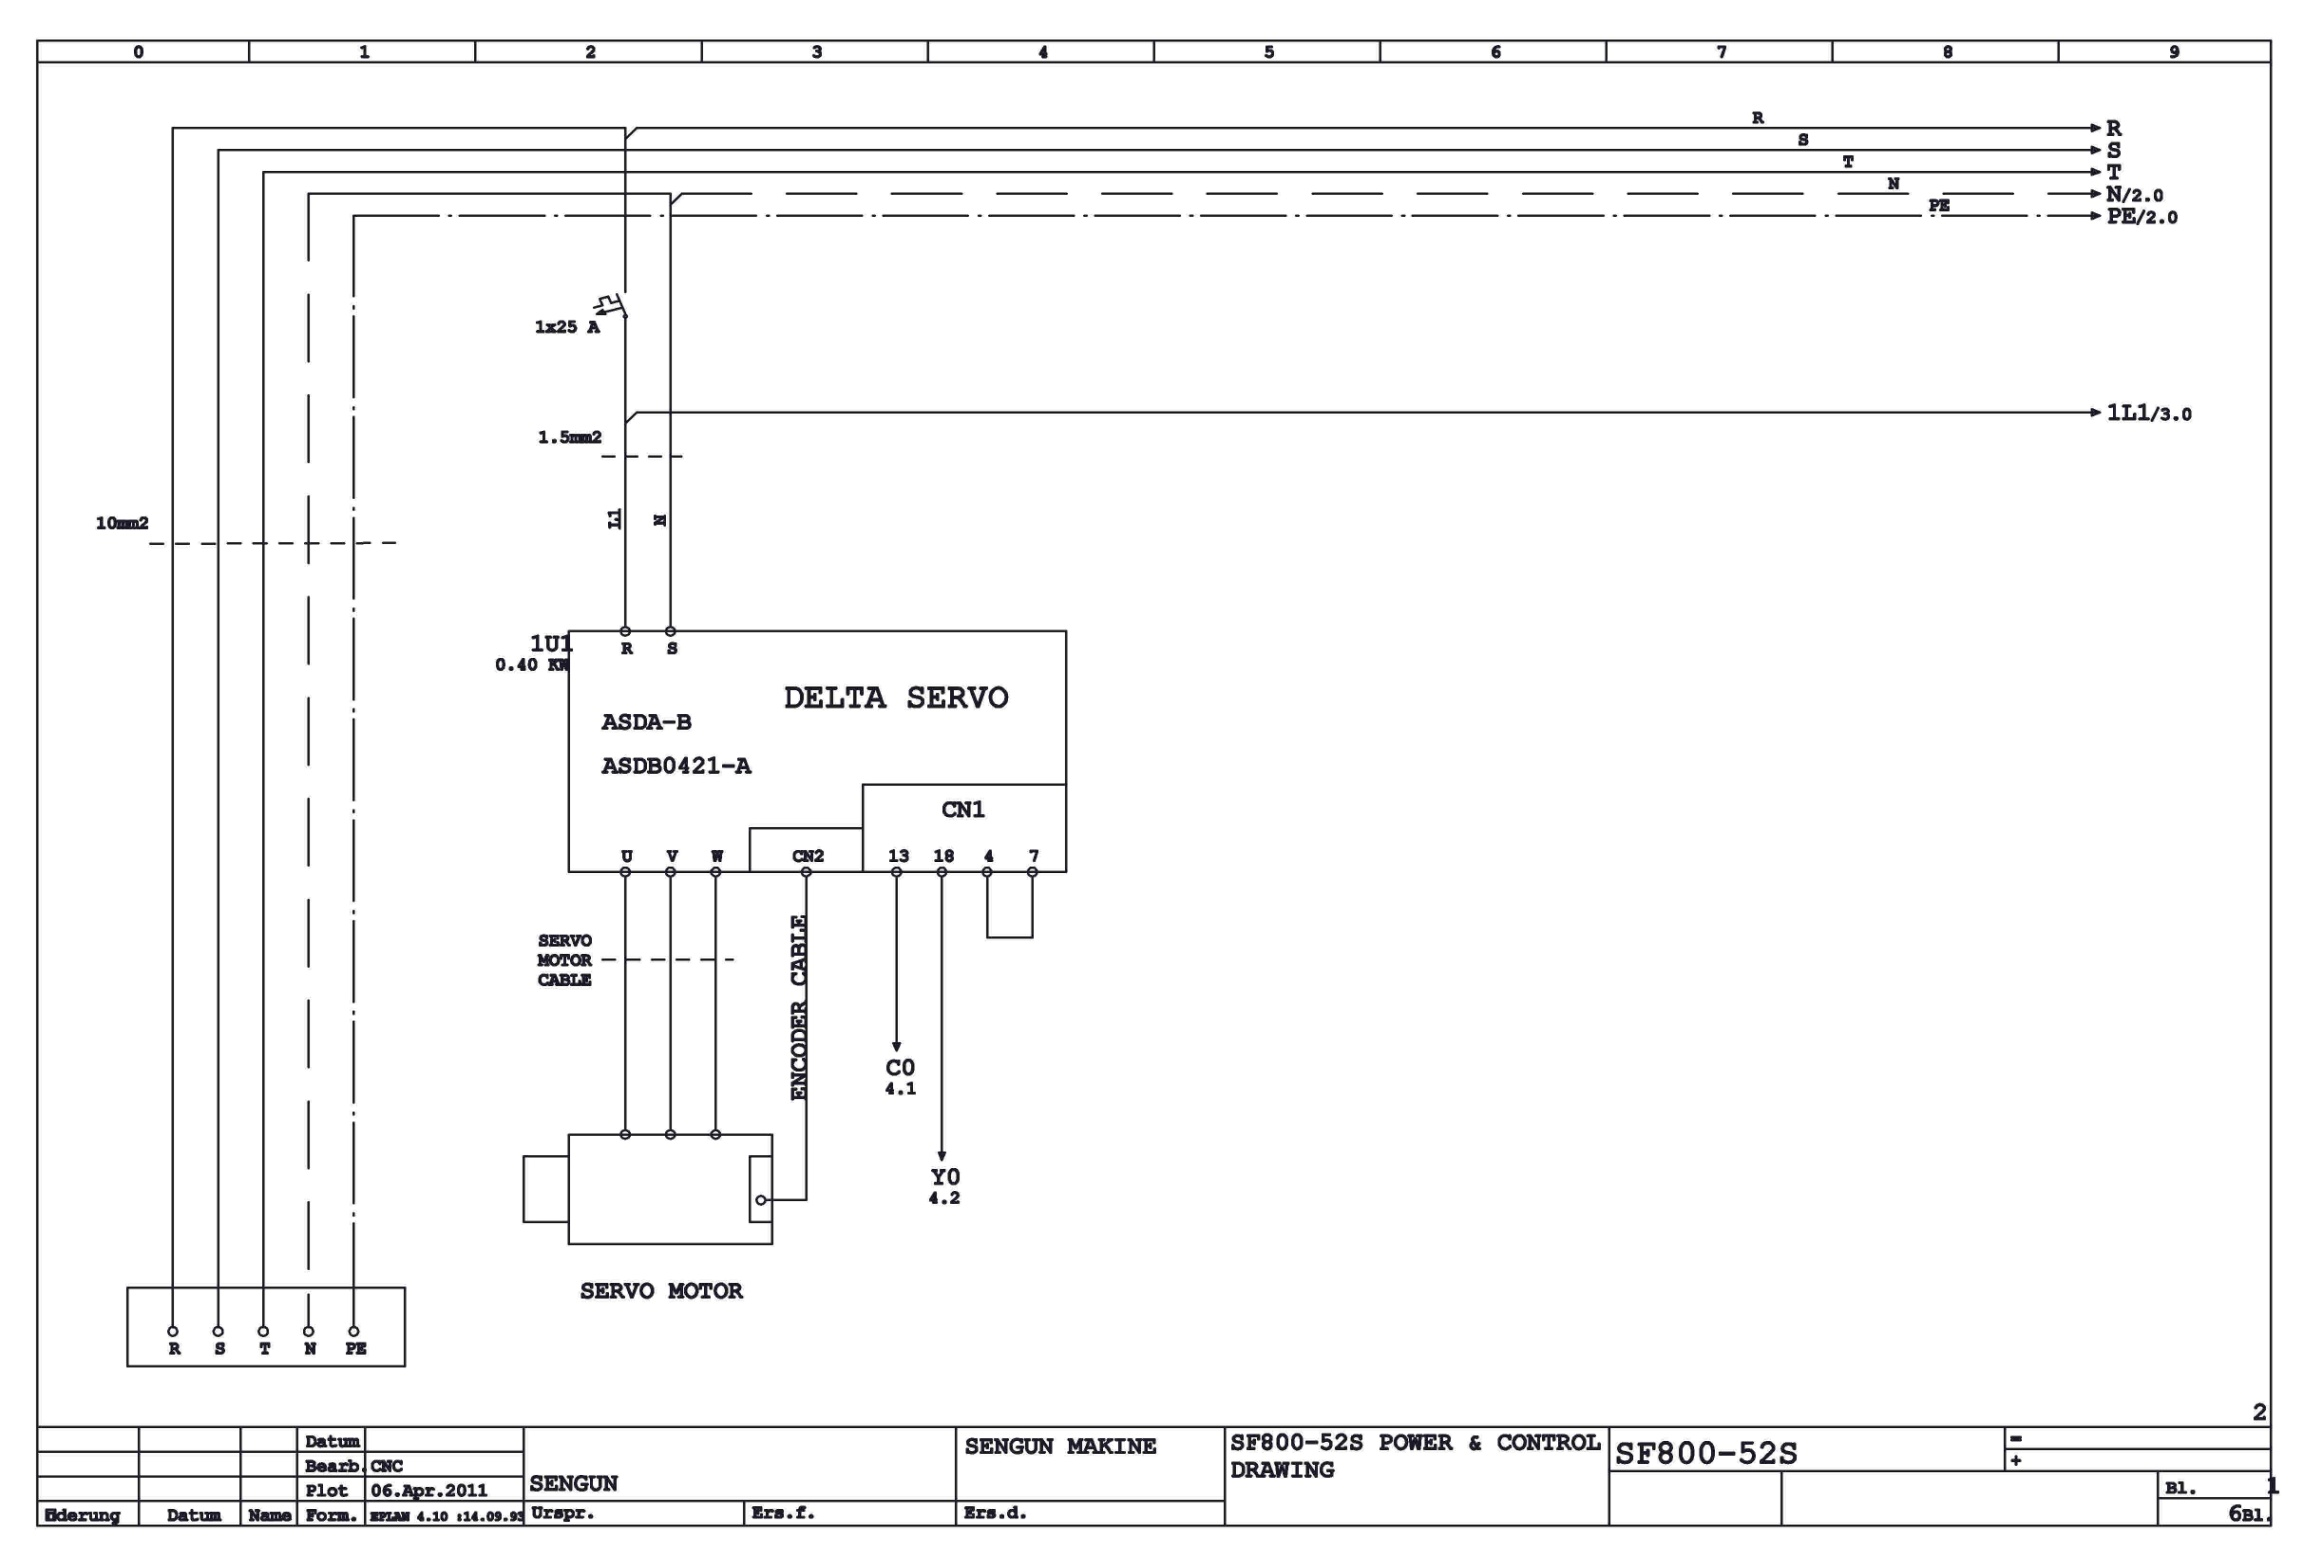 0 1 2 3 4 5 6 7 8 9
R
R
S
S
T
T
N
N/2.0
PE
PE/2.0
1x25 A
1L1/3.0
1.5mm2
10mm2
L1 N
1U1
R S
0.40 KW
DELTA SERVO
ASDA-B
ASDB0421-A
CN1
U V W CN2 13 18 4 7
SERVO
MOTOR
CABLE
ENCODER CABLE
C0
4.1
Y0
4.2
SERVO MOTOR
R S T N PE
2
Datum
Bearb. CNC
Plot 06.Apr.2011
derung Datum Name Form. EPLAN 4.10 :14.09.93
SENGUN
Urspr. Ers.f. Ers.d.
SENGUN MAKINE
SF800-52S POWER & CONTROL
DRAWING
SF800-52S
=
+
Bl. 1
6Bl.